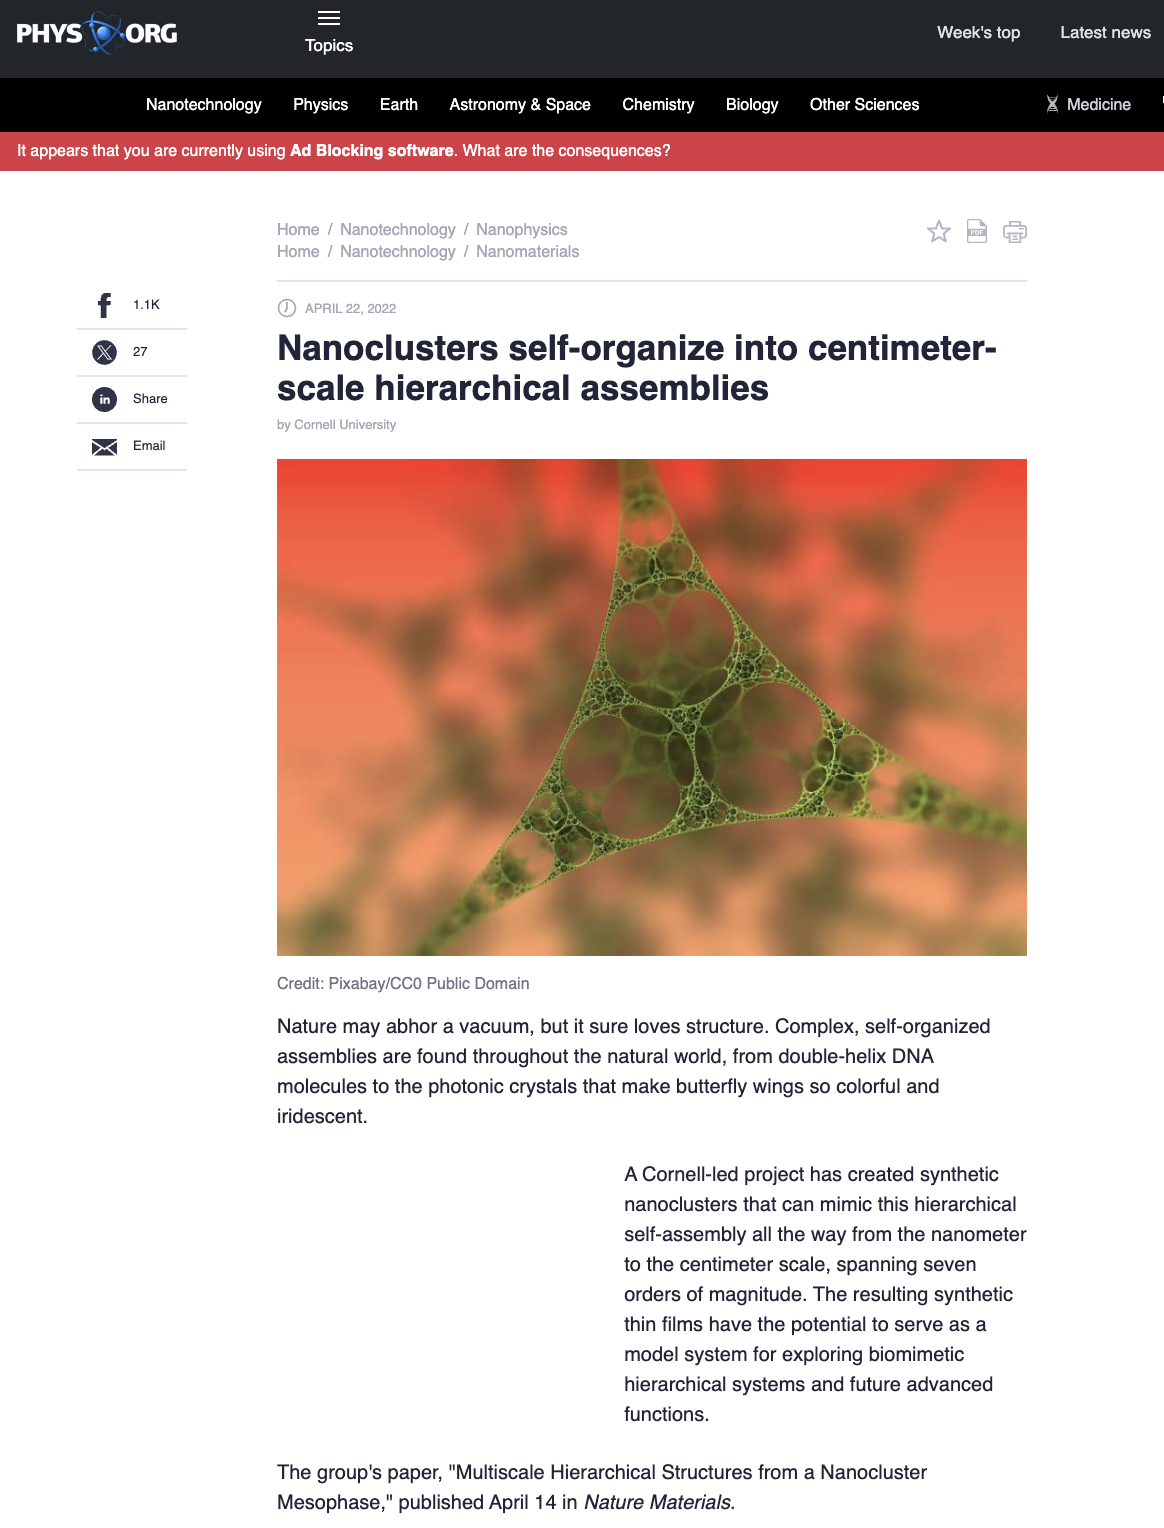 PHYS ORG
Topics
Week's top
Latest news
Nanotechnology
Physics
Earth
Astronomy & Space
Chemistry
Biology
Other Sciences
Medicine
It appears that you are currently using Ad Blocking software. What are the consequences?
Home / Nanotechnology / Nanophysics
Home / Nanotechnology / Nanomaterials
PDF
1.1K
27
in Share
Email
APRIL 22, 2022
Nanoclusters self-organize into centimeter-
scale hierarchical assemblies
by Cornell University
Credit: Pixabay/CC0 Public Domain
Nature may abhor a vacuum, but it sure loves structure. Complex, self-organized
assemblies are found throughout the natural world, from double-helix DNA
molecules to the photonic crystals that make butterfly wings so colorful and
iridescent.
A Cornell-led project has created synthetic
nanoclusters that can mimic this hierarchical
self-assembly all the way from the nanometer
to the centimeter scale, spanning seven
orders of magnitude. The resulting synthetic
thin films have the potential to serve as a
model system for exploring biomimetic
hierarchical systems and future advanced
functions.
The group's paper, "Multiscale Hierarchical Structures from a Nanocluster
Mesophase," published April 14 in Nature Materials.